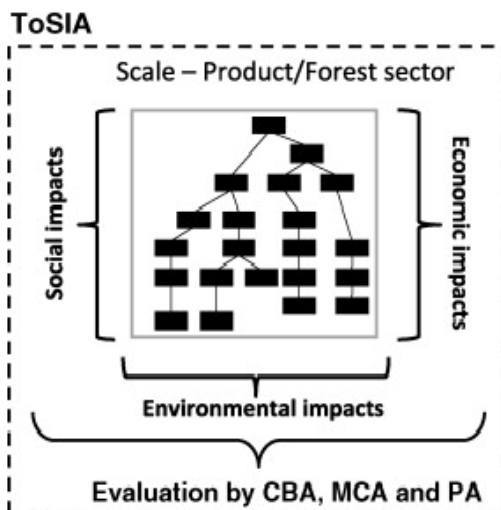 ToSIA
Scale – Product/Forest sector
Social impacts
Economic impacts
Environmental impacts
Evaluation by CBA, MCA and PA